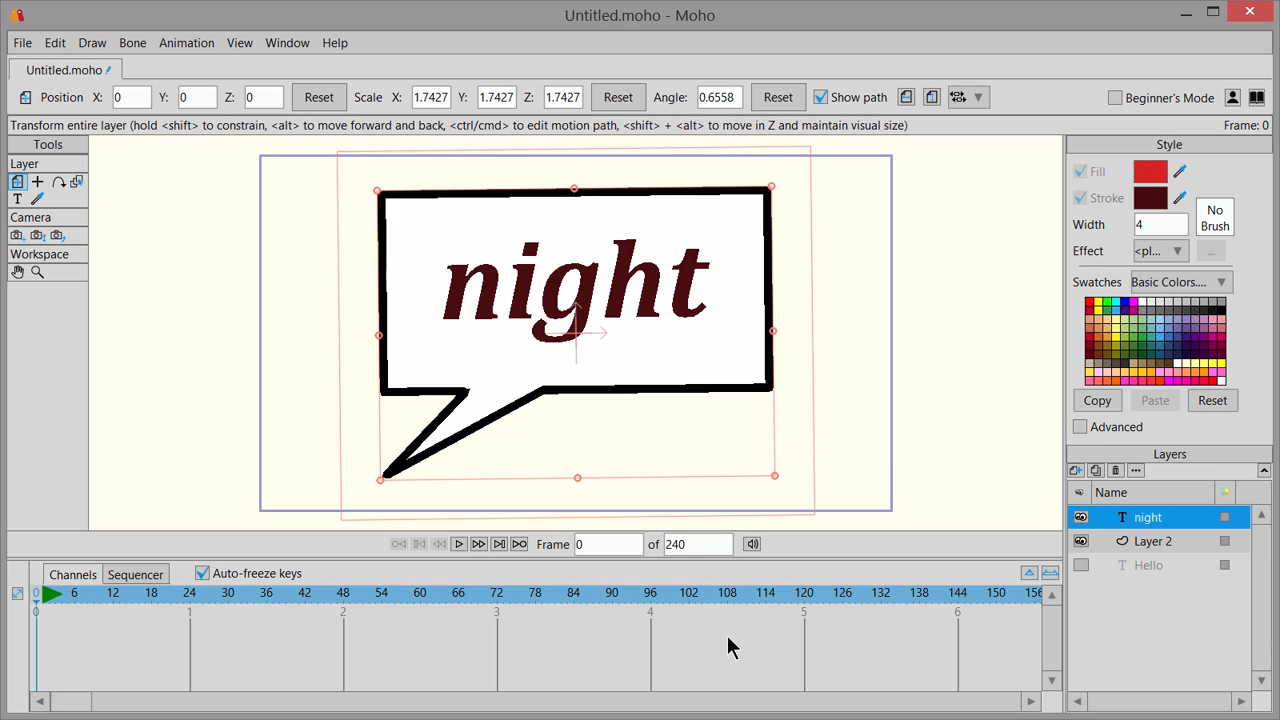 Untitled.moho - Moho
File Edit Draw Bone Animation View Window Help
Untitled.moho
Position X: 0 Y: 0 Z: 0 Reset Scale X: 1.7427 Y: 1.7427 Z: 1.7427 Reset Angle: 0.6558 Reset Show path Beginner's Mode
Transform entire layer (hold <shift> to constrain, <alt> to move forward and back, <ctrl/cmd> to edit motion path, <shift> + <alt> to move in Z and maintain visual size) Frame: 0
Tools
Layer
T
Camera
Workspace
night
Style
Fill
Stroke
Width 4
No Brush
Effect <pl... ...
Swatches Basic Colors....
Copy Paste Reset
Advanced
Layers
Name
T night
Layer 2
T Hello
Frame 0 of 240
Channels Sequencer Auto-freeze keys
0 6 12 18 24 30 36 42 48 54 60 66 72 78 84 90 96 102 108 114 120 126 132 138 144 150 156
0 1 2 3 4 5 6